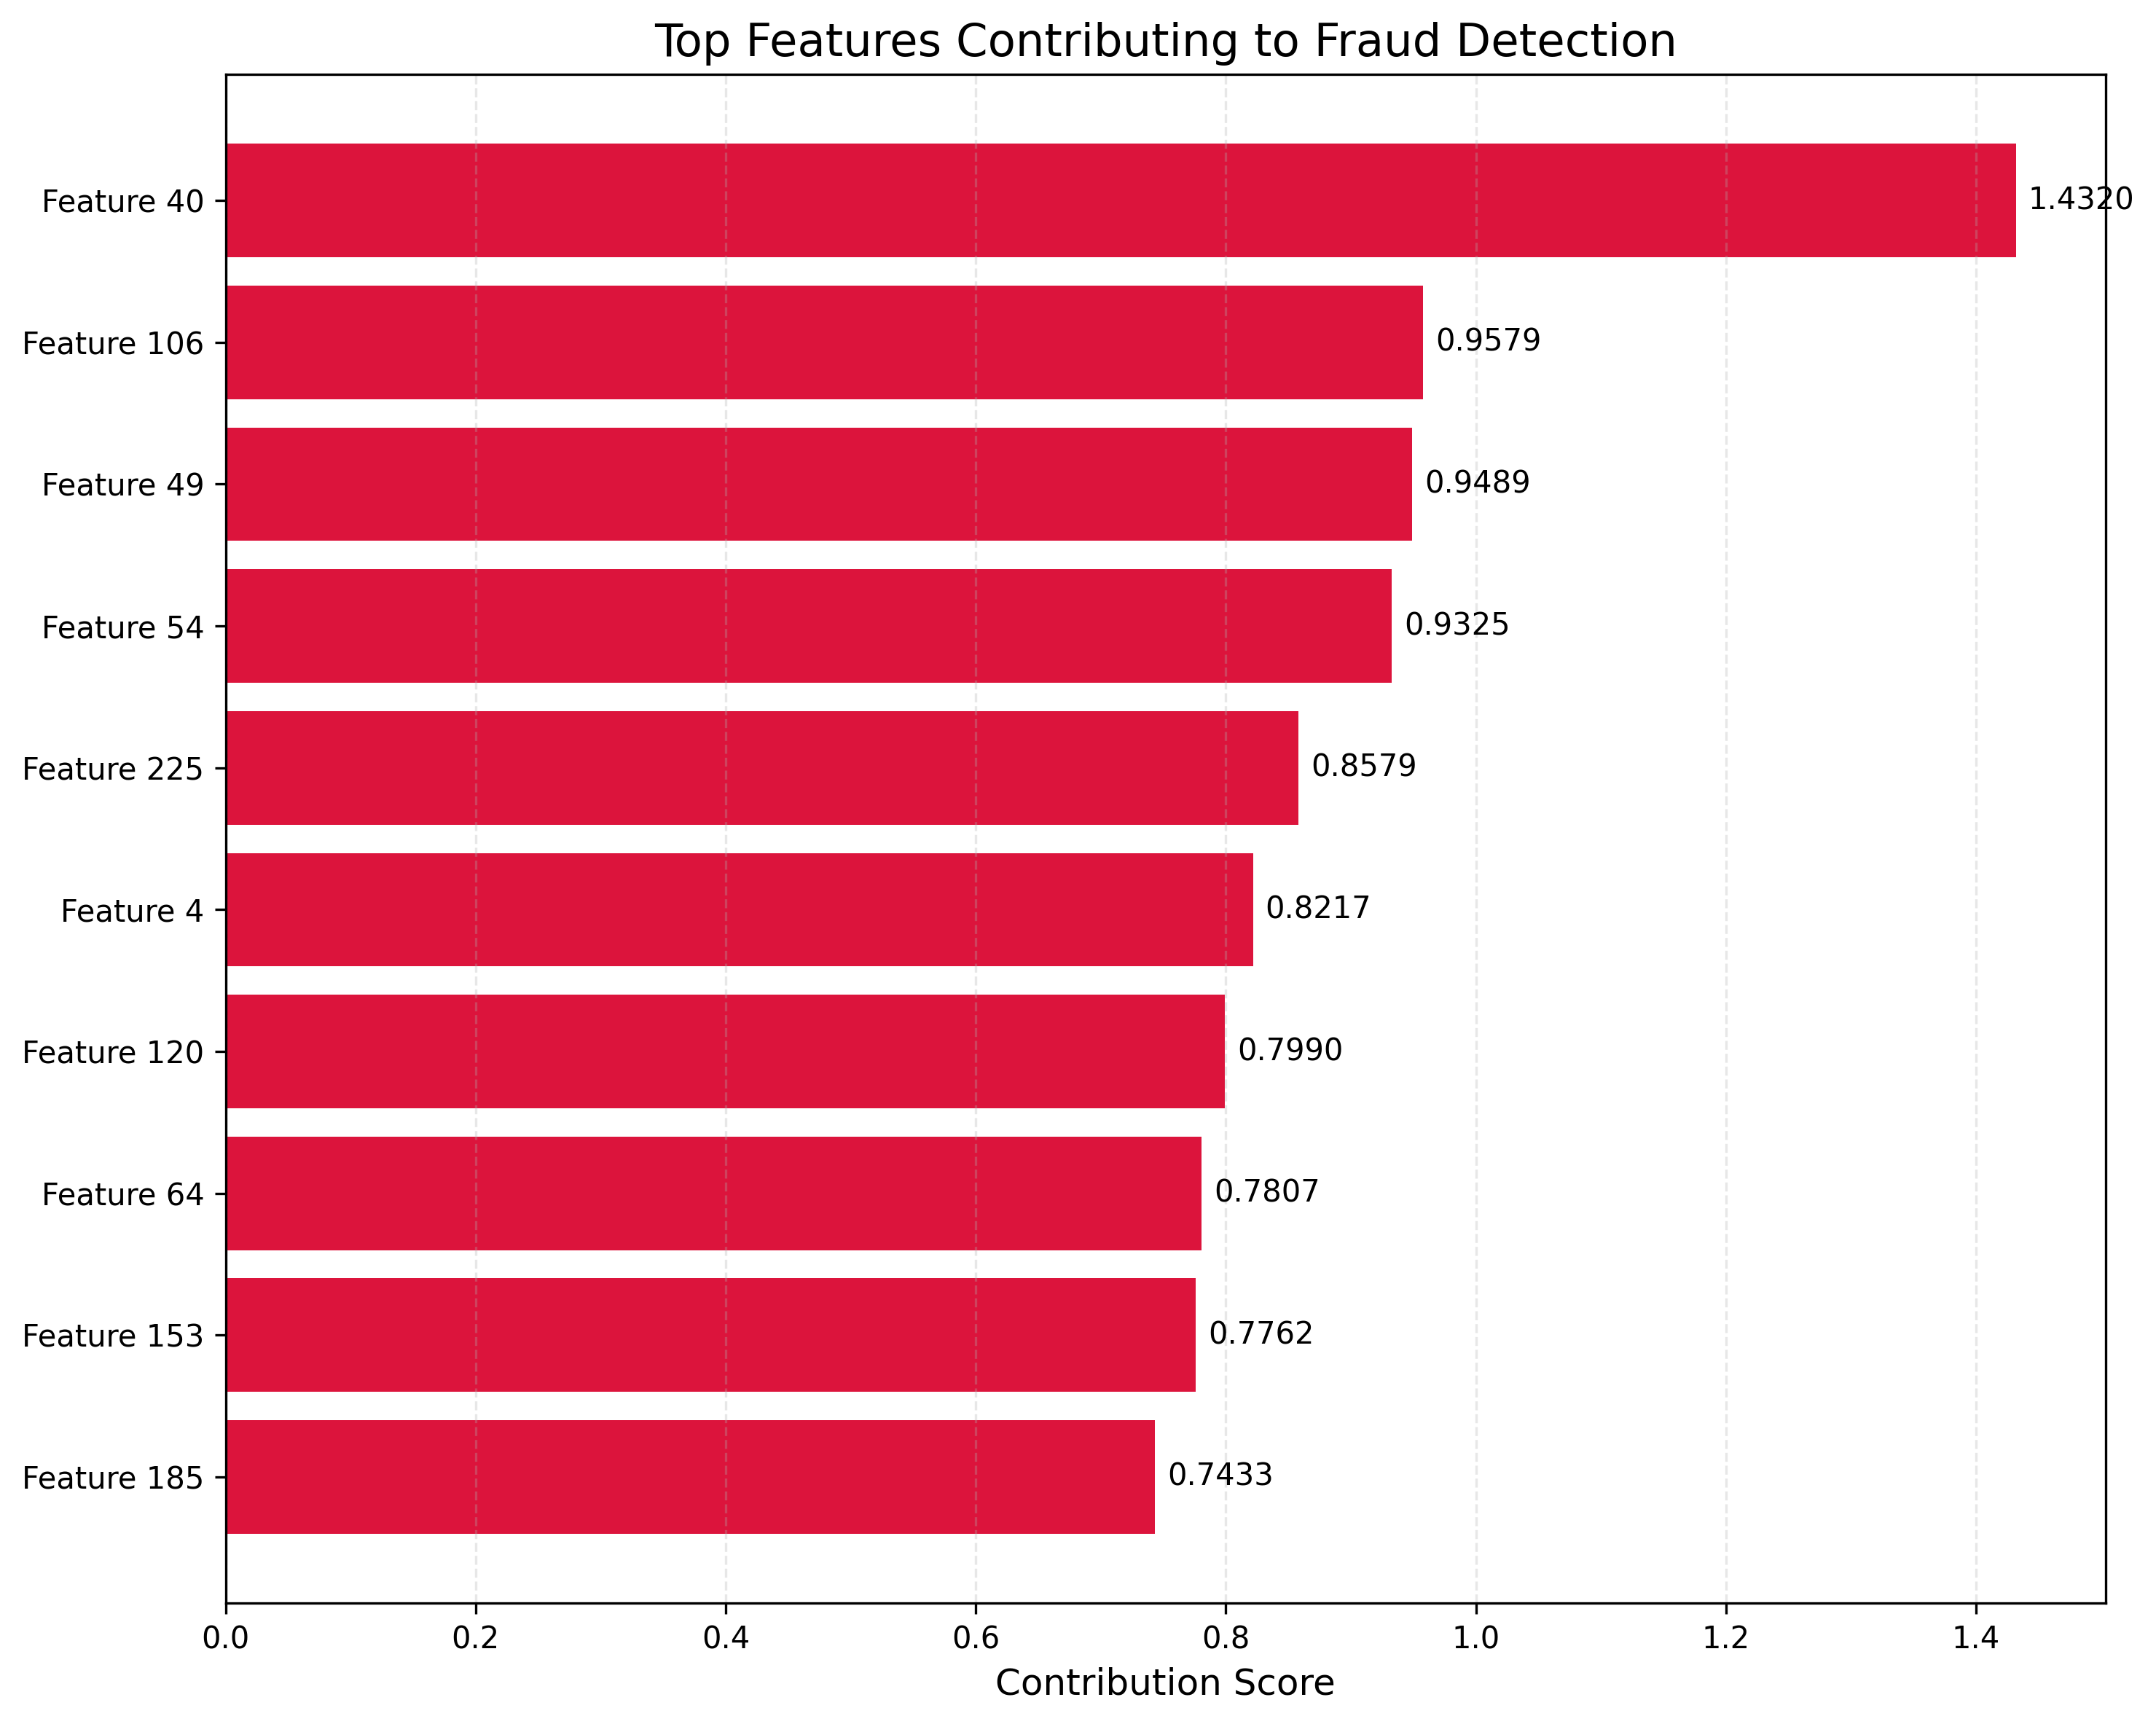 Top Features Contributing to Fraud Detection
Feature 40 1.4320
Feature 106 0.9579
Feature 49 0.9489
Feature 54 0.9325
Feature 225 0.8579
Feature 4 0.8217
Feature 120 0.7990
Feature 64 0.7807
Feature 153 0.7762
Feature 185 0.7433
0.0 0.2 0.4 0.6 0.8 1.0 1.2 1.4
Contribution Score